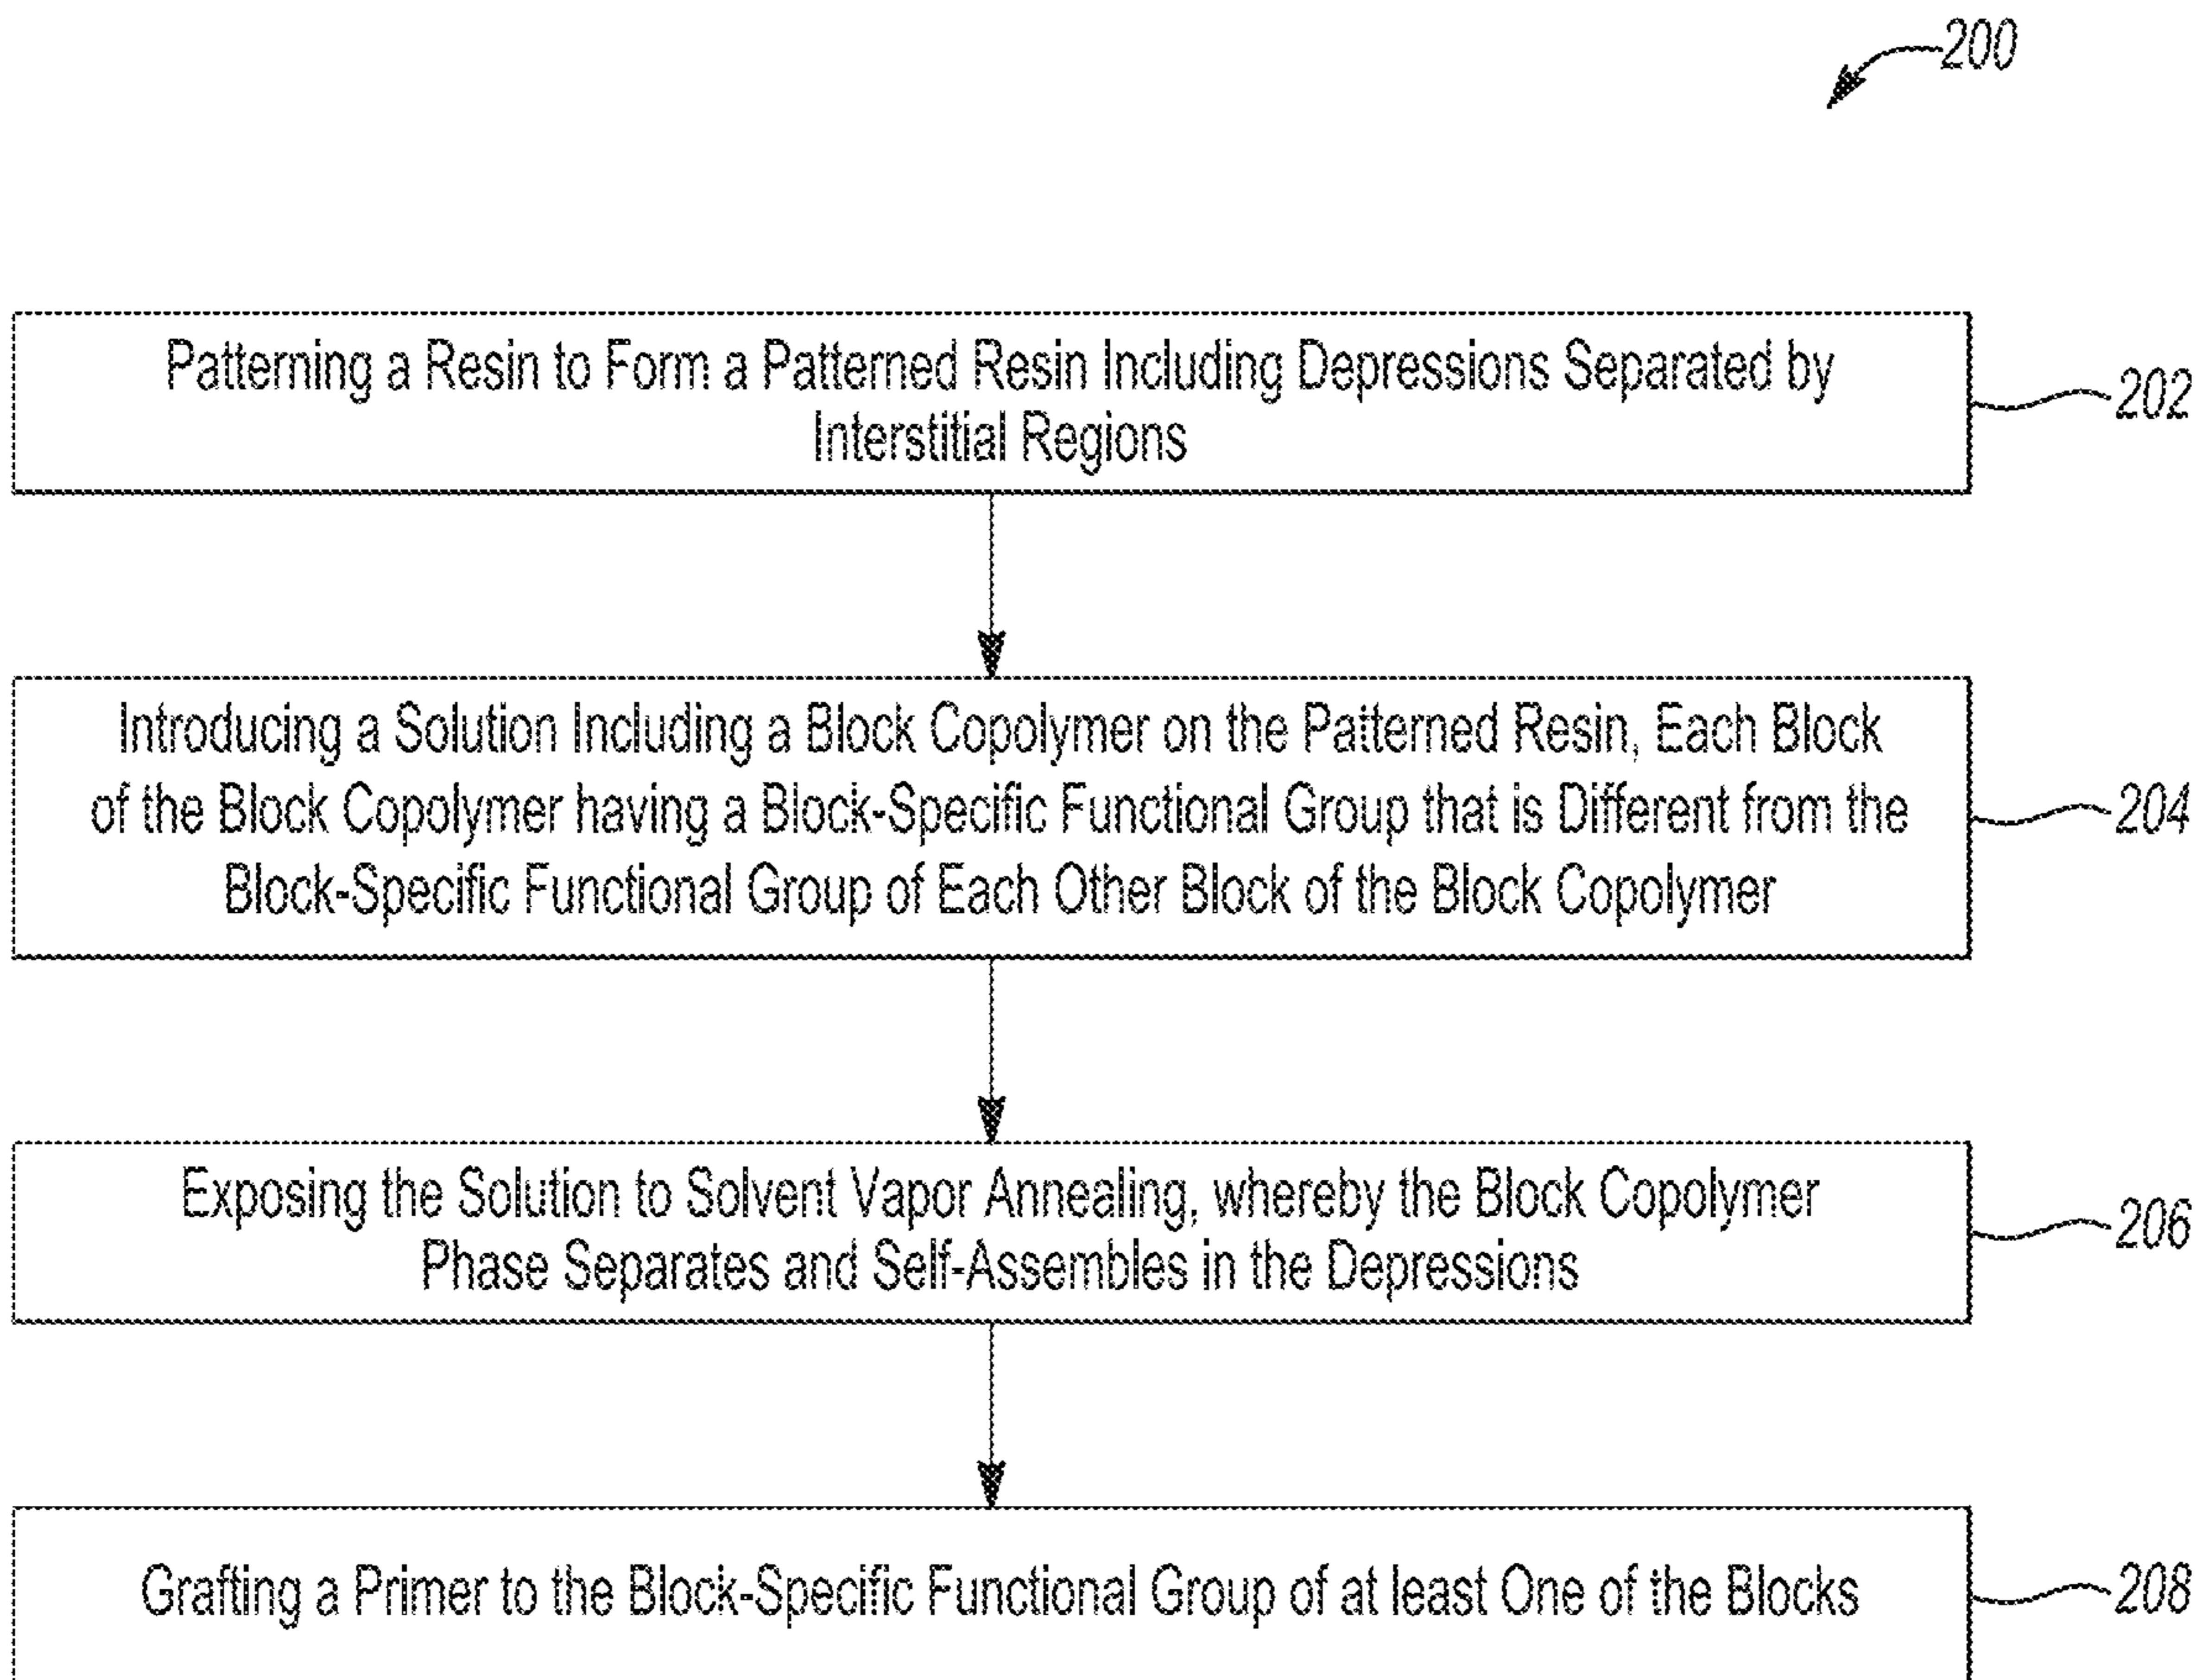 200
Patterning a Resin to Form a Patterned Resin Including Depressions Separated by
Interstitial Regions
202
Introducing a Solution Including a Block Copolymer on the Patterned Resin, Each Block
of the Block Copolymer having a Block-Specific Functional Group that is Different from the
Block-Specific Functional Group of Each Other Block of the Block Copolymer
204
Exposing the Solution to Solvent Vapor Annealing, whereby the Block Copolymer
Phase Separates and Self-Assembles in the Depressions
206
Grafting a Primer to the Block-Specific Functional Group of at least One of the Blocks
208